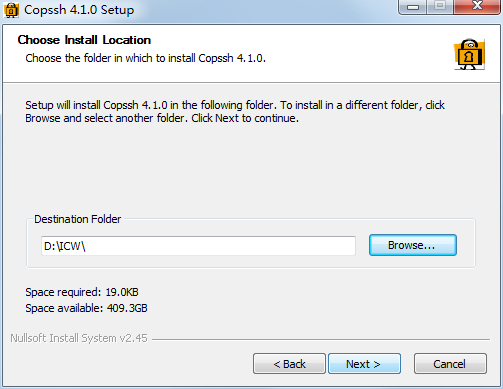 Copssh 4.1.0 Setup
Choose Install Location
Choose the folder in which to install Copssh 4.1.0.
Setup will install Copssh 4.1.0 in the following folder. To install in a different folder, click
Browse and select another folder. Click Next to continue.
Destination Folder
D:\ICW\
Browse...
Space required: 19.0KB
Space available: 409.3GB
Nullsoft Install System v2.45
< Back
Next >
Cancel